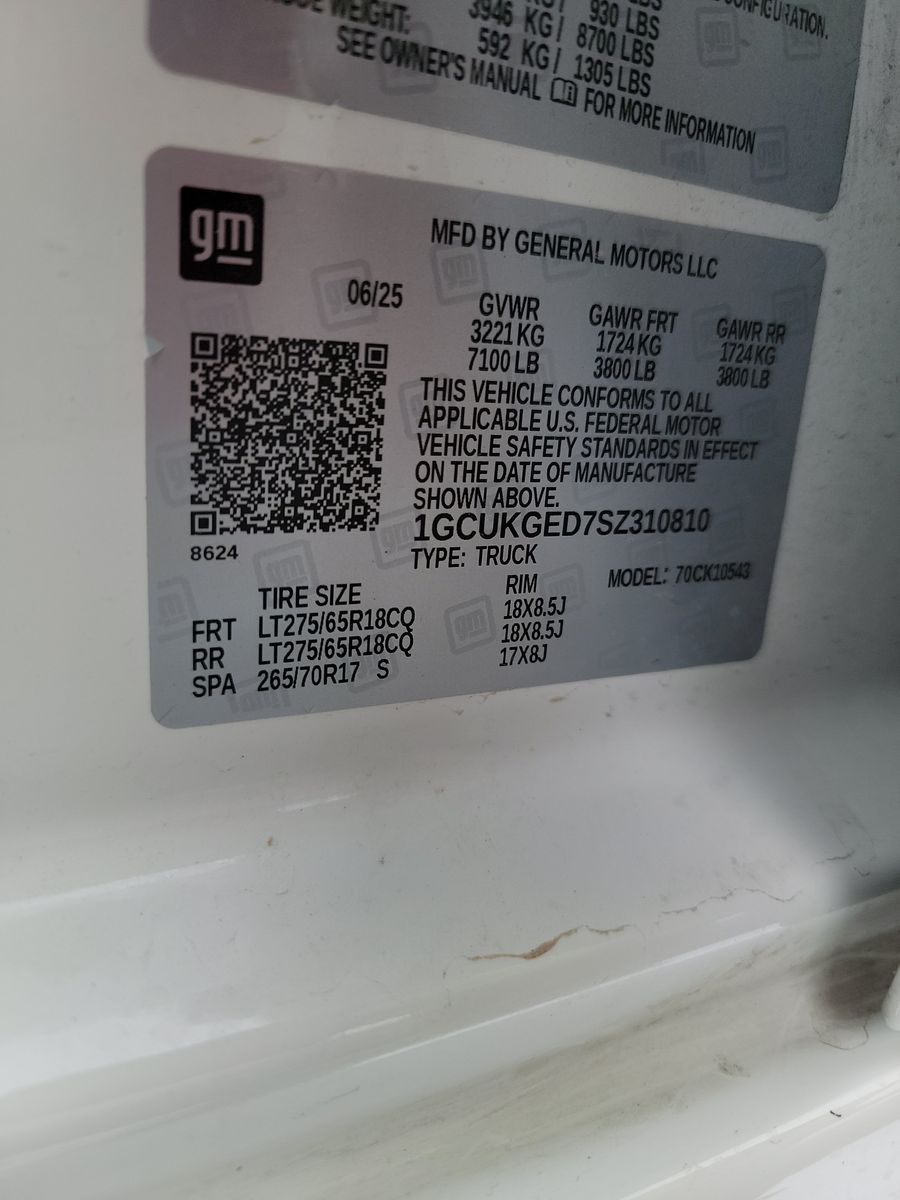 CONFIGURATION.
930 LBS
WEIGHT: 3946 KG / 8700 LBS
592 KG / 1305 LBS
SEE OWNER'S MANUAL FOR MORE INFORMATION
gm
MFD BY GENERAL MOTORS LLC
06/25
GVWR GAWR FRT GAWR RR
3221 KG 1724 KG 1724 KG
7100 LB 3800 LB 3800 LB
THIS VEHICLE CONFORMS TO ALL
APPLICABLE U.S. FEDERAL MOTOR
VEHICLE SAFETY STANDARDS IN EFFECT
ON THE DATE OF MANUFACTURE
SHOWN ABOVE.
1GCUKGED7SZ310810
8624
TYPE: TRUCK
MODEL: 70CK10543
TIRE SIZE RIM
FRT LT275/65R18CQ 18X8.5J
RR LT275/65R18CQ 18X8.5J
SPA 265/70R17 S 17X8J